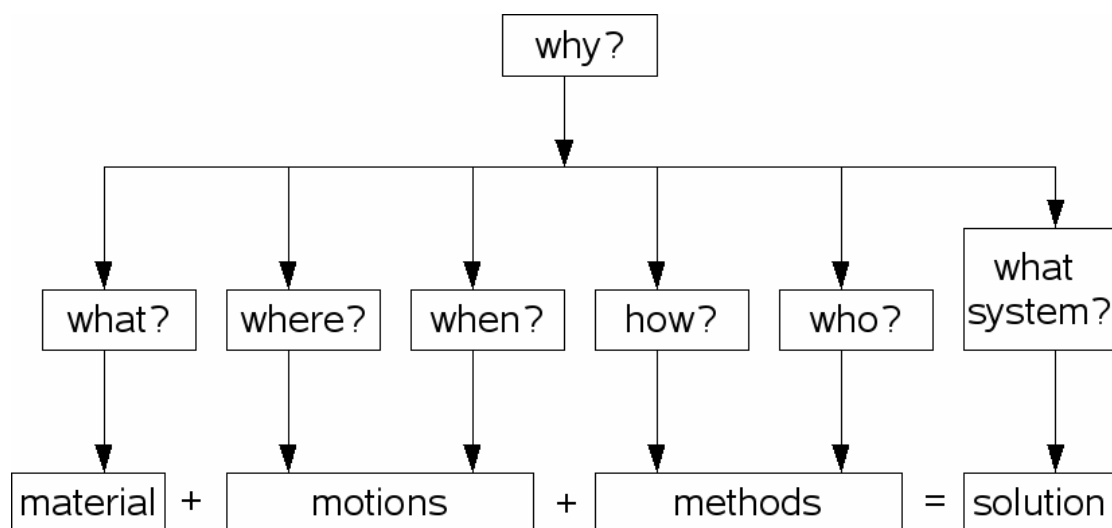 why?
what?
where?
when?
how?
who?
what
system?
material + motions + methods = solution